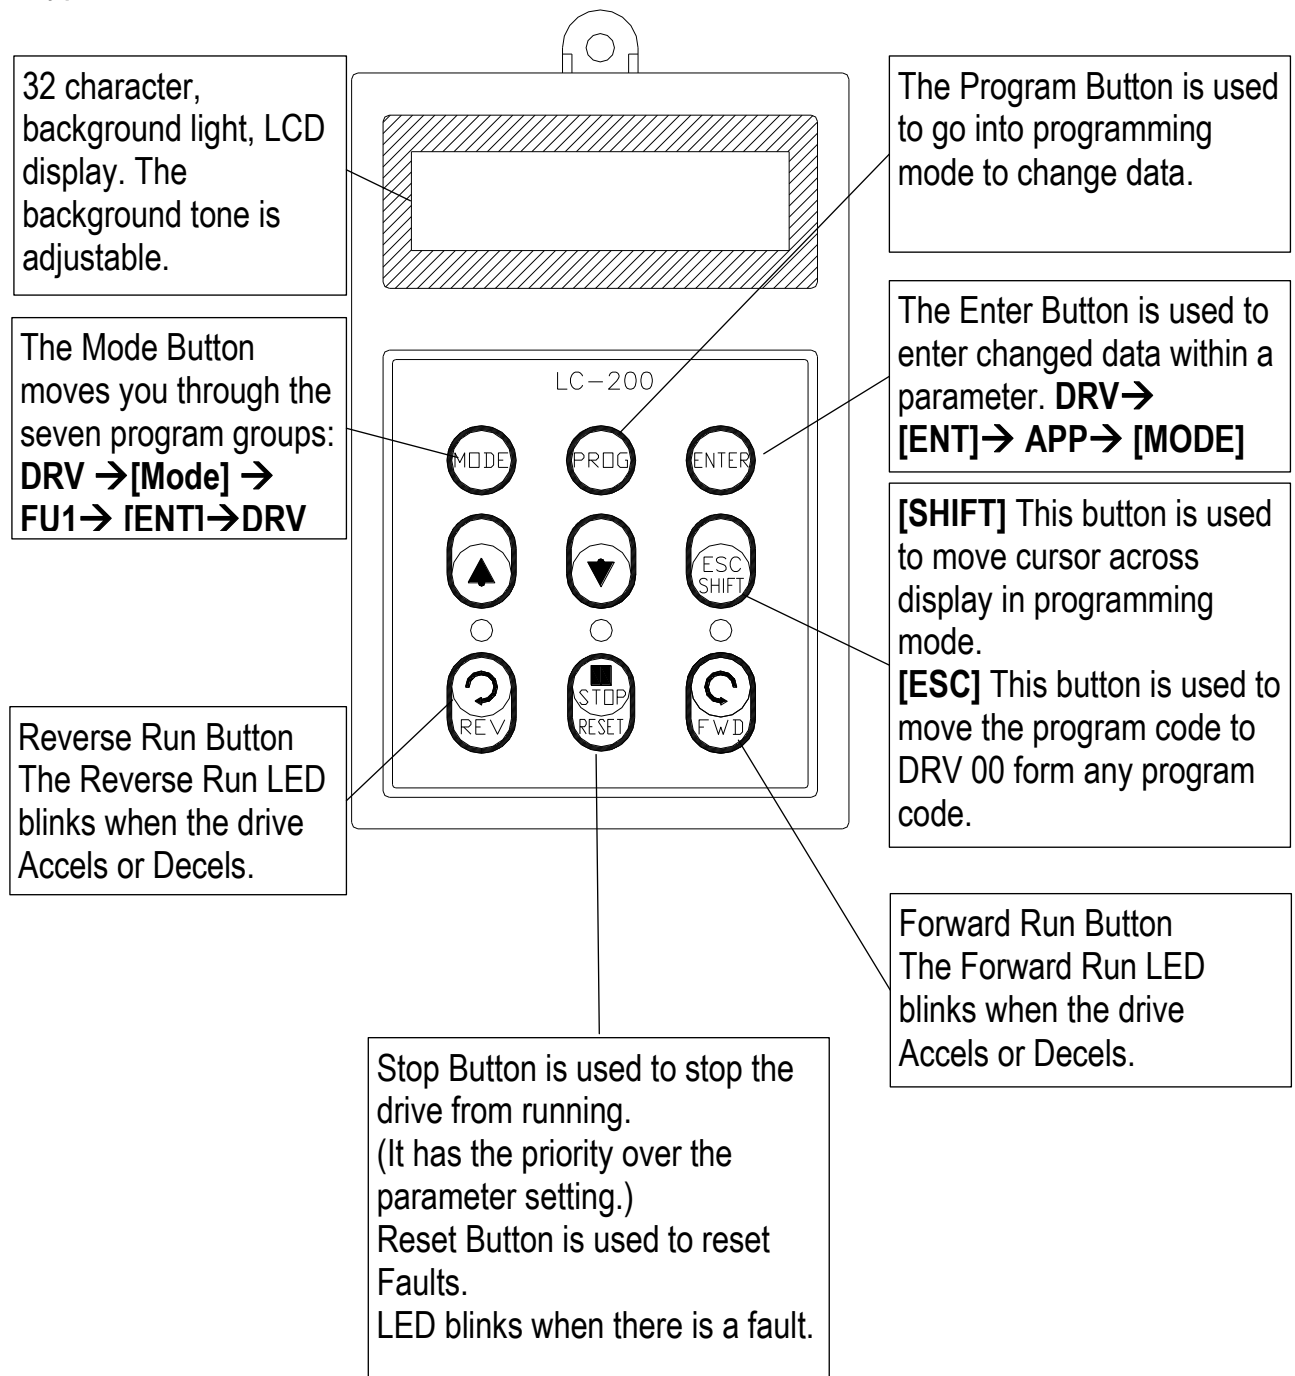 32 character,
background light, LCD
display. The
background tone is
adjustable.
The Program Button is used
to go into programming
mode to change data.
The Mode Button
moves you through the
seven program groups:
DRV →[Mode] →
FU1→ [ENT]→DRV
The Enter Button is used to
enter changed data within a
parameter. DRV→
[ENT]→ APP→ [MODE]
LC-200
MODE
PROG
ENTER
ESC
SHIFT
[SHIFT] This button is used
to move cursor across
display in programming
mode.
[ESC] This button is used to
move the program code to
DRV 00 form any program
code.
REV
STOP
RESET
FWD
Reverse Run Button
The Reverse Run LED
blinks when the drive
Accels or Decels.
Forward Run Button
The Forward Run LED
blinks when the drive
Accels or Decels.
Stop Button is used to stop the
drive from running.
(It has the priority over the
parameter setting.)
Reset Button is used to reset
Faults.
LED blinks when there is a fault.